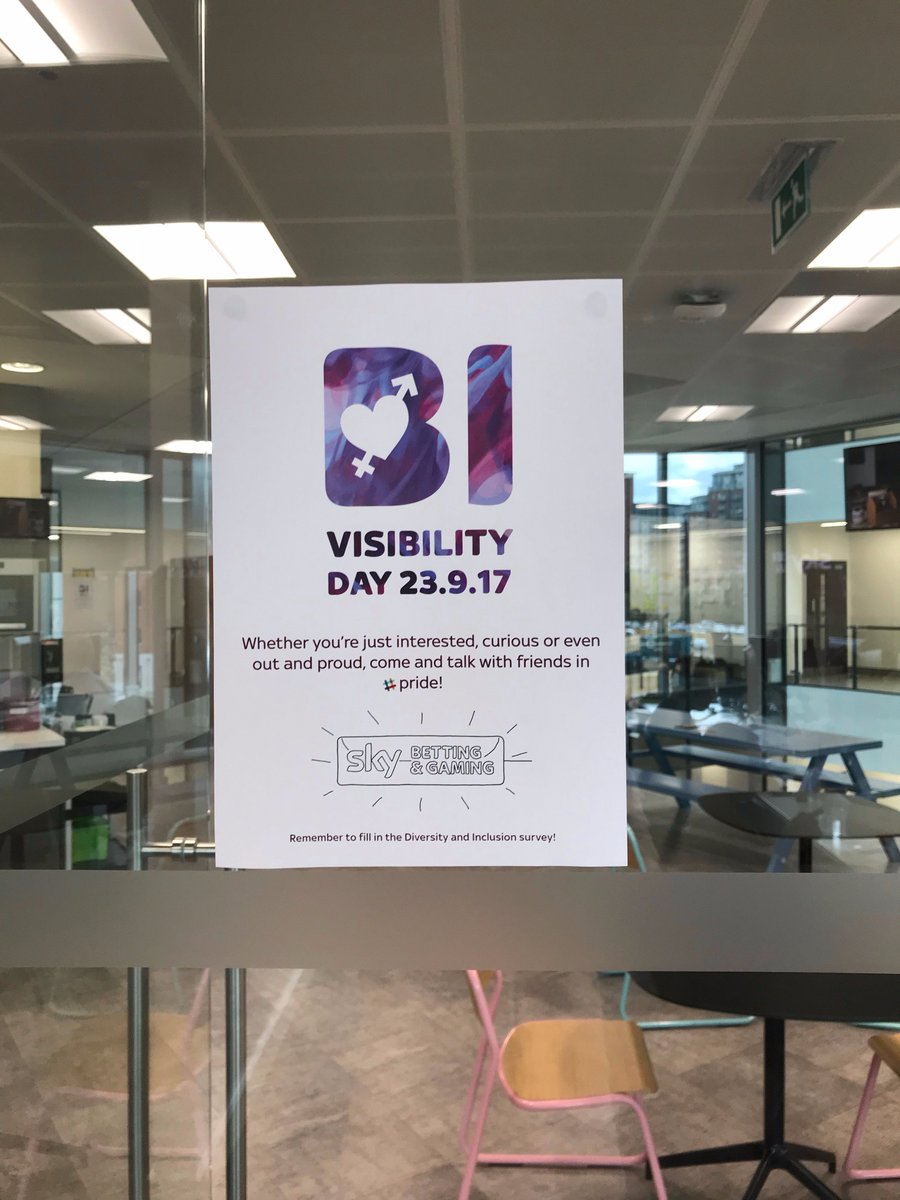 BI
VISIBILITY
DAY 23.9.17
Whether you're just interested, curious or even
out and proud, come and talk with friends in
#pride!
sky BETTING
& GAMING
Remember to fill in the Diversity and Inclusion survey!